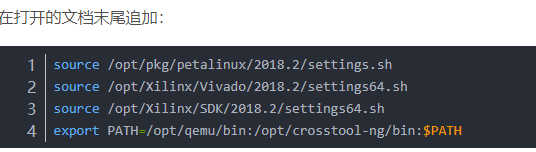 在打开的文档末尾追加：
1 source /opt/pkg/petalinux/2018.2/settings.sh
2 source /opt/Xilinx/Vivado/2018.2/settings64.sh
3 source /opt/Xilinx/SDK/2018.2/settings64.sh
4 export PATH=/opt/qemu/bin:/opt/crosstool-ng/bin:$PATH